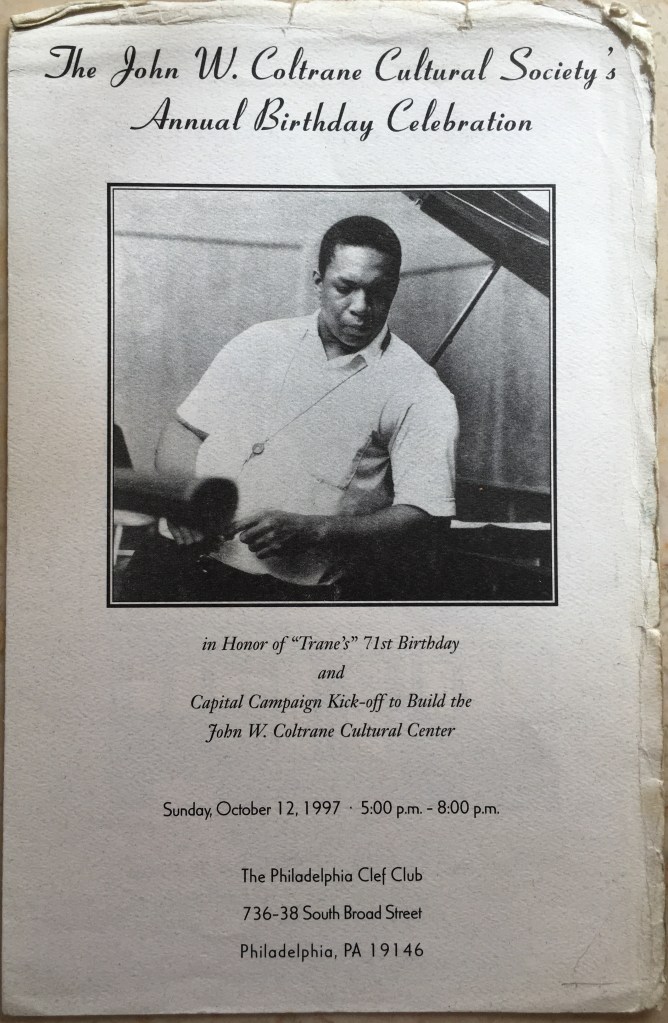 The John W. Coltrane Cultural Society's
Annual Birthday Celebration
in Honor of “Trane's” 71st Birthday
and
Capital Campaign Kick-off to Build the
John W. Coltrane Cultural Center
Sunday, October 12, 1997 · 5:00 p.m. - 8:00 p.m.
The Philadelphia Clef Club
736-38 South Broad Street
Philadelphia, PA 19146